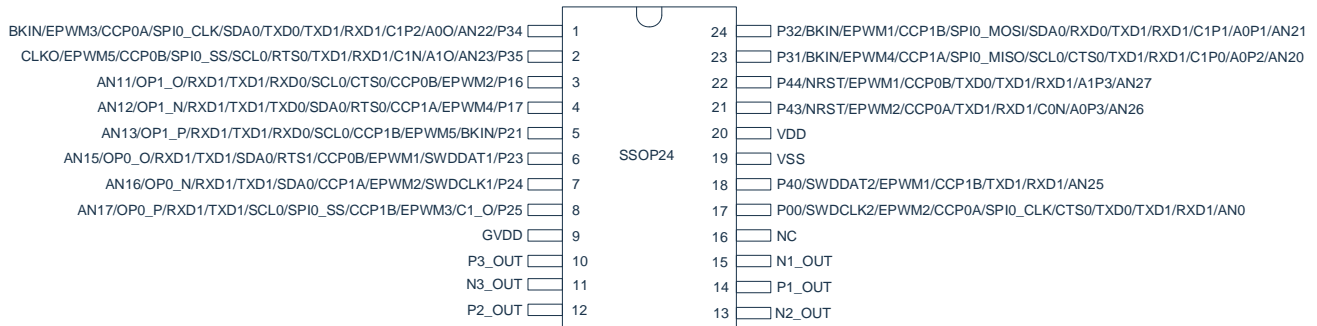 BKIN/EPWM3/CCP0A/SPI0_CLK/SDA0/TXD0/TXD1/RXD1/C1P2/A0O/AN22/P34 1
CLKO/EPWM5/CCP0B/SPI0_SS/SCL0/RTS0/TXD1/RXD1/C1N/A1O/AN23/P35 2
AN11/OP1_O/RXD1/TXD1/RXD0/SCL0/CTS0/CCP0B/EPWM2/P16 3
AN12/OP1_N/RXD1/TXD1/TXD0/SDA0/RTS0/CCP1A/EPWM4/P17 4
AN13/OP1_P/RXD1/TXD1/RXD0/SCL0/CCP1B/EPWM5/BKIN/P21 5
AN15/OP0_O/RXD1/TXD1/SDA0/RTS1/CCP0B/EPWM1/SWDDAT1/P23 6
AN16/OP0_N/RXD1/TXD1/SDA0/CCP1A/EPWM2/SWDCLK1/P24 7
AN17/OP0_P/RXD1/TXD1/SCL0/SPI0_SS/CCP1B/EPWM3/C1_O/P25 8
GVDD 9
P3_OUT 10
N3_OUT 11
P2_OUT 12
SSOP24
24 P32/BKIN/EPWM1/CCP1B/SPI0_MOSI/SDA0/RXD0/TXD1/RXD1/C1P1/A0P1/AN21
23 P31/BKIN/EPWM4/CCP1A/SPI0_MISO/SCL0/CTS0/TXD1/RXD1/C1P0/A0P2/AN20
22 P44/NRST/EPWM1/CCP0B/TXD0/TXD1/RXD1/A1P3/AN27
21 P43/NRST/EPWM2/CCP0A/TXD1/RXD1/C0N/A0P3/AN26
20 VDD
19 VSS
18 P40/SWDDAT2/EPWM1/CCP1B/TXD1/RXD1/AN25
17 P00/SWDCLK2/EPWM2/CCP0A/SPI0_CLK/CTS0/TXD0/TXD1/RXD1/AN0
16 NC
15 N1_OUT
14 P1_OUT
13 N2_OUT